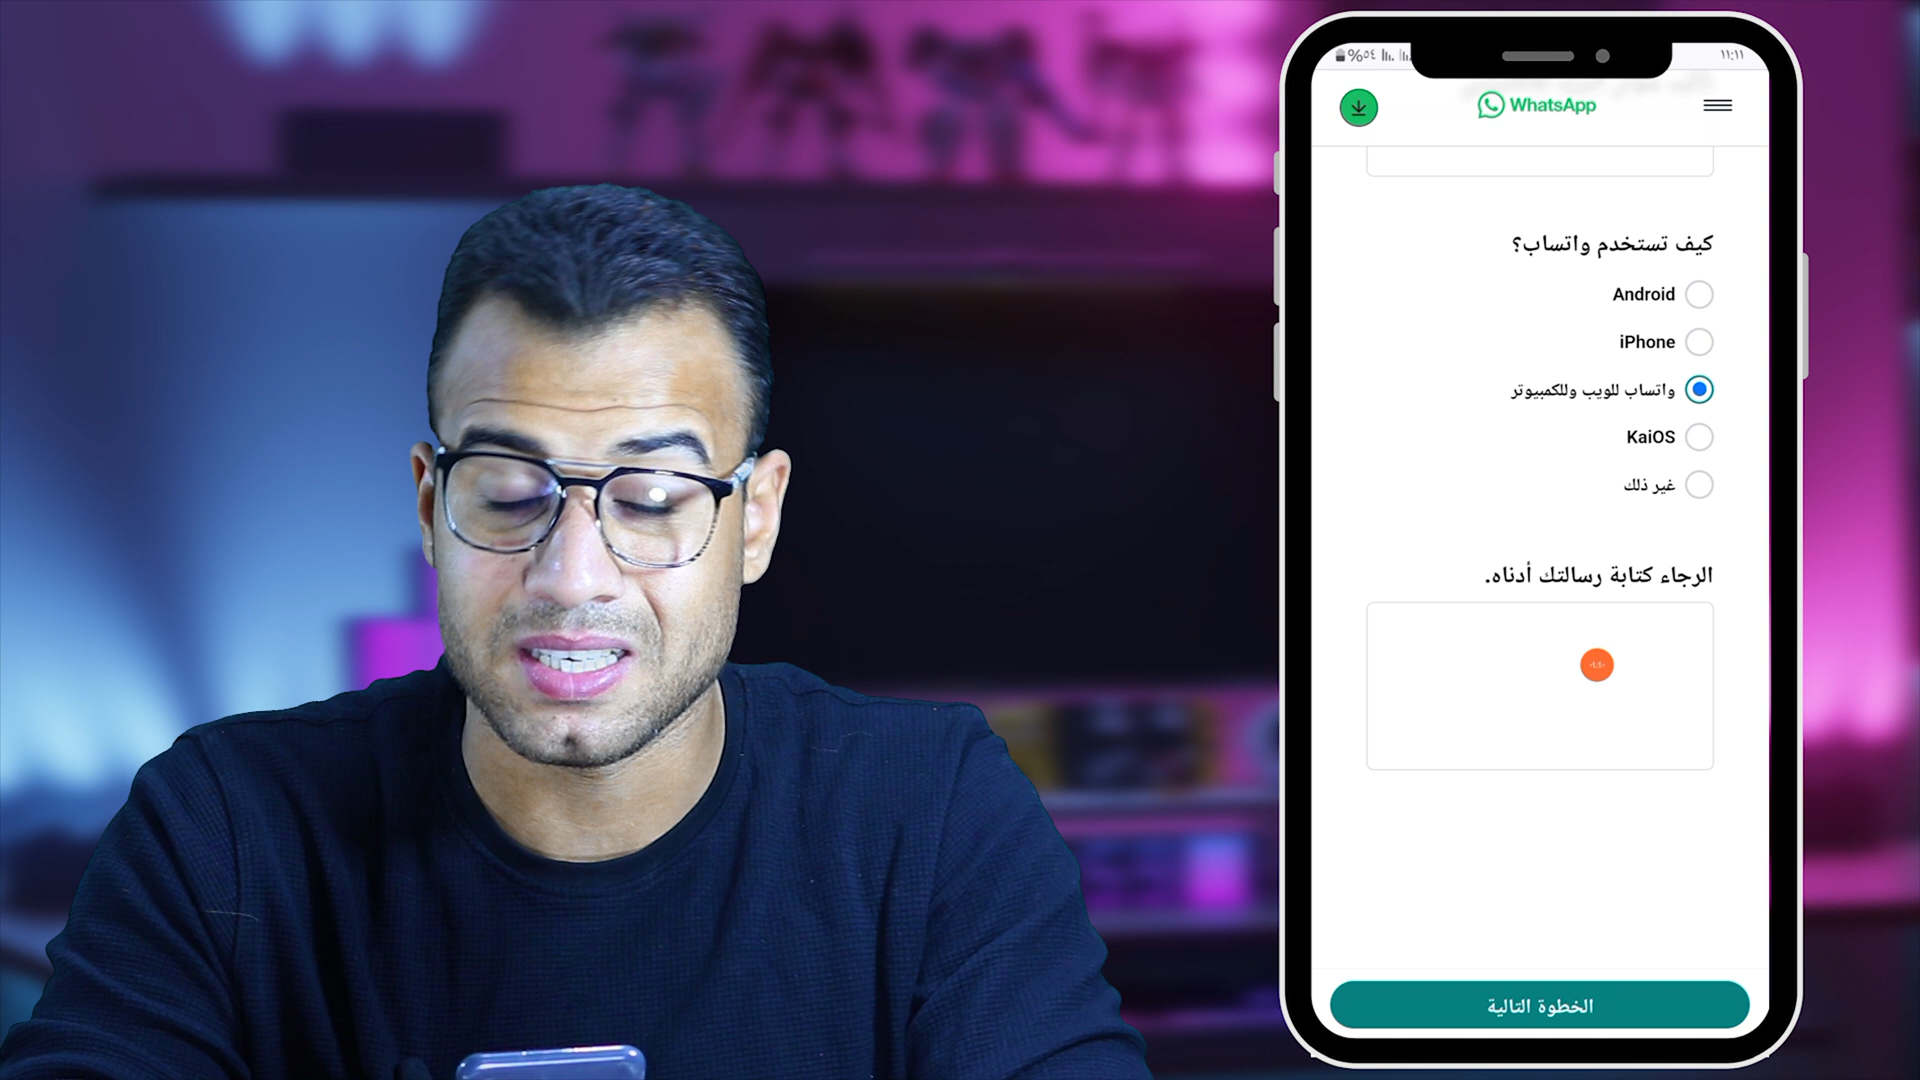 %٥٤
١١:١١
WhatsApp
كيف تستخدم واتساب؟
Android
iPhone
واتساب للويب وللكمبيوتر
KaiOS
غير ذلك
الرجاء كتابة رسالتك أدناه.
الخطوة التالية